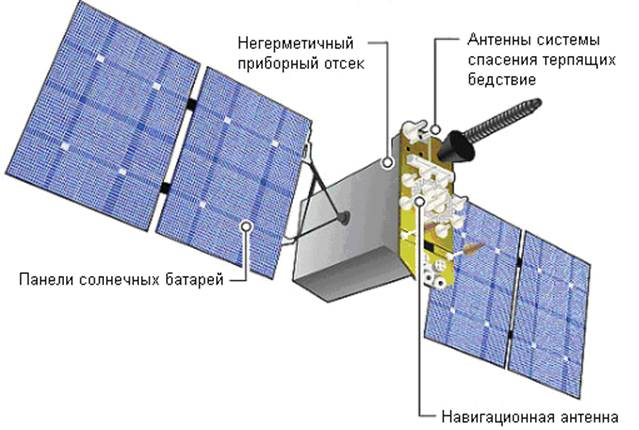 Негерметичный
приборный отсек
Антенны системы
спасения терпящих
бедствие
Панели солнечных батарей
Навигационная антенна